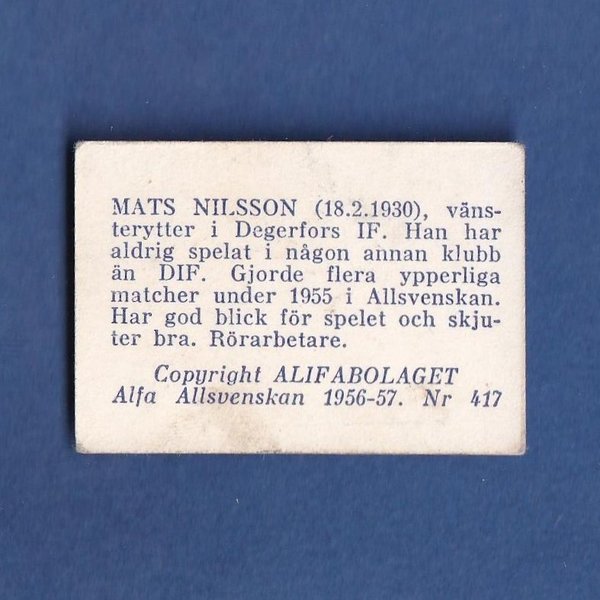 MATS NILSSON (18.2.1930), väns-
terytter i Degerfors IF. Han har
aldrig spelat i någon annan klubb
än DIF. Gjorde flera ypperliga
matcher under 1955 i Allsvenskan.
Har god blick för spelet och skju-
ter bra. Rörarbetare.
Copyright ALIFABOLAGET
Alfa Allsvenskan 1956-57. Nr 417